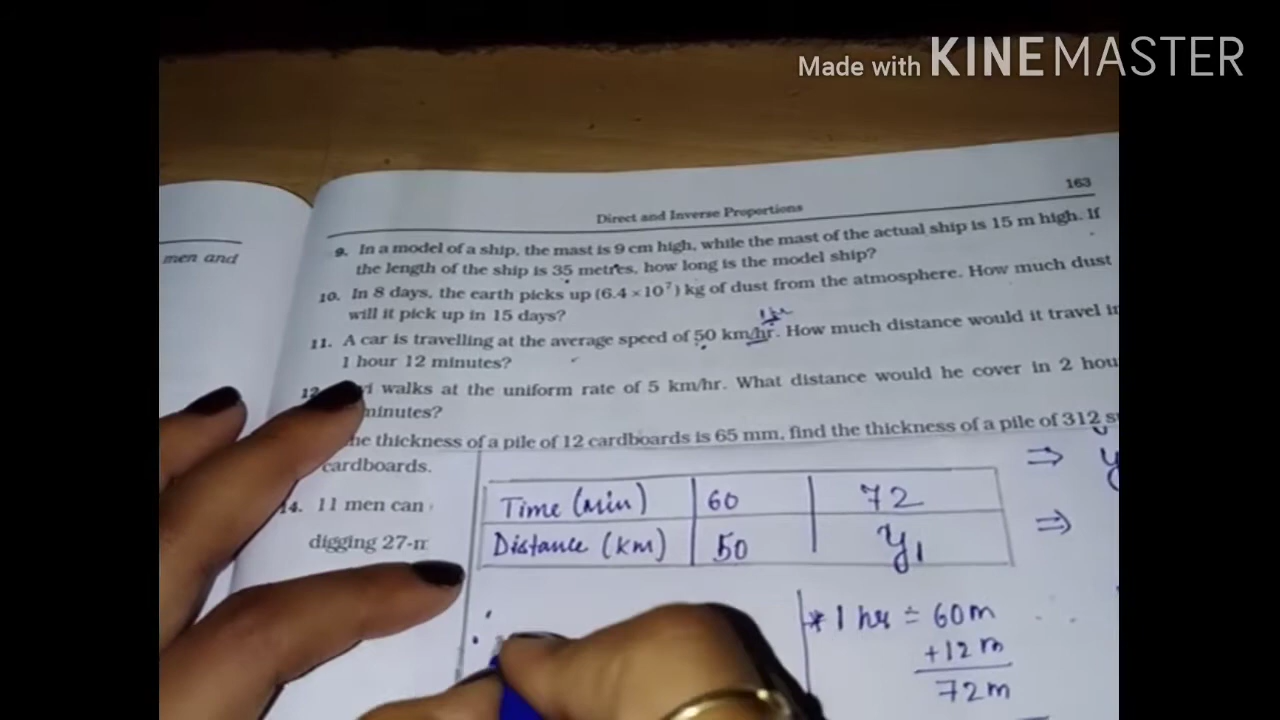 Made with KINEMASTER
163
Direct and Inverse Proportions
men and
9. In a model of a ship, the mast is 9 cm high, while the mast of the actual ship is 15 m high. If
the length of the ship is 35 metres, how long is the model ship?
10. In 8 days, the earth picks up (6.4 × 10⁷) kg of dust from the atmosphere. How much dust
will it pick up in 15 days?
1 hr
11. A car is travelling at the average speed of 50 km/hr. How much distance would it travel in
1 hour 12 minutes?
walks at the uniform rate of 5 km/hr. What distance would he cover in 2 hou
minutes?
he thickness of a pile of 12 cardboards is 65 mm, find the thickness of a pile of 312 s
cardboards.
14. 11 men can
digging 27-m
Time (Min) 60 72
Distance (Km) 50 y₁
⇒ y
⇒
* 1 hr = 60m
+12m
72m